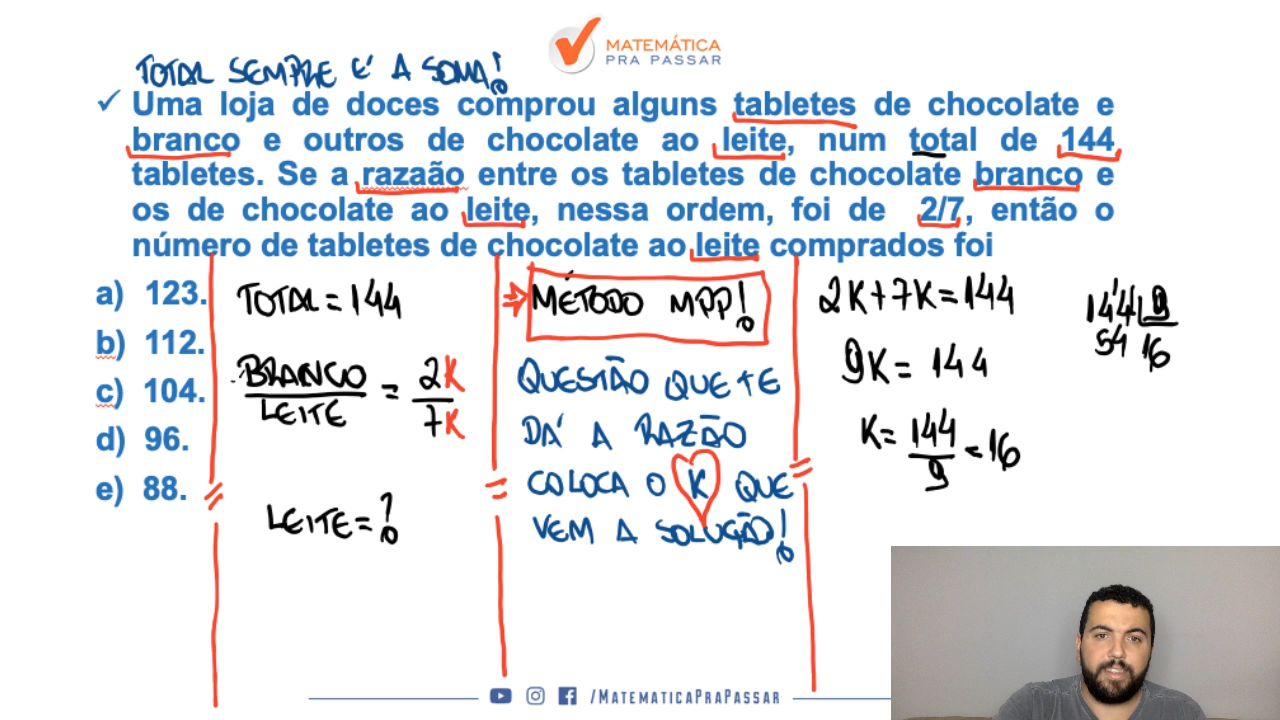 MATEMÁTICA
PRA PASSAR
TOTAL SEMPRE É A SOMA!
✓ Uma loja de doces comprou alguns tabletes de chocolate e
branco e outros de chocolate ao leite, num total de 144
tabletes. Se a razaão entre os tabletes de chocolate branco e
os de chocolate ao leite, nessa ordem, foi de 2/7, então o
número de tabletes de chocolate ao leite comprados foi
a) 123.
b) 112.
c) 104.
d) 96.
e) 88.
TOTAL = 144
BRANCO/LEITE = 2K/7K
LEITE = ?
⇒ MÉTODO MPP!
QUESTÃO QUE TE
DÁ A RAZÃO
COLOCA O K QUE
VEM A SOLUÇÃO!
2K+7K=144
9K = 144
K = 144/9 = 16
144 9
54 16
/MATEMATICAPRAPASSAR